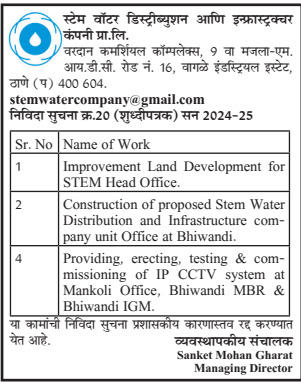 स्टेम वॉटर डिस्ट्रीब्युशन आणि इन्फ्रास्ट्रक्चर
कंपनी प्रा.लि.
वरदान कमर्शियल कॉम्पलेक्स, ९ वा मजला-एम.
आय.डी.सी. रोड नं. 16, वागळे इंडस्ट्रियल इस्टेट,
ठाणे (प) 400 604.
stemwatercompany@gmail.com
निविदा सुचना क्र.20 (शुध्दीपत्रक) सन 2024-25
Sr. No Name of Work
1 Improvement Land Development for
STEM Head Office.
2 Construction of proposed Stem Water
Distribution and Infrastructure com-
pany unit Office at Bhiwandi.
4 Providing, erecting, testing & com-
missioning of IP CCTV system at
Mankoli Office, Bhiwandi MBR &
Bhiwandi IGM.
या कामांची निविदा सुचना प्रशासकीय कारणास्तव रद्द करण्यात
येत आहे.
व्यवस्थापकीय संचालक
Sanket Mohan Gharat
Managing Director